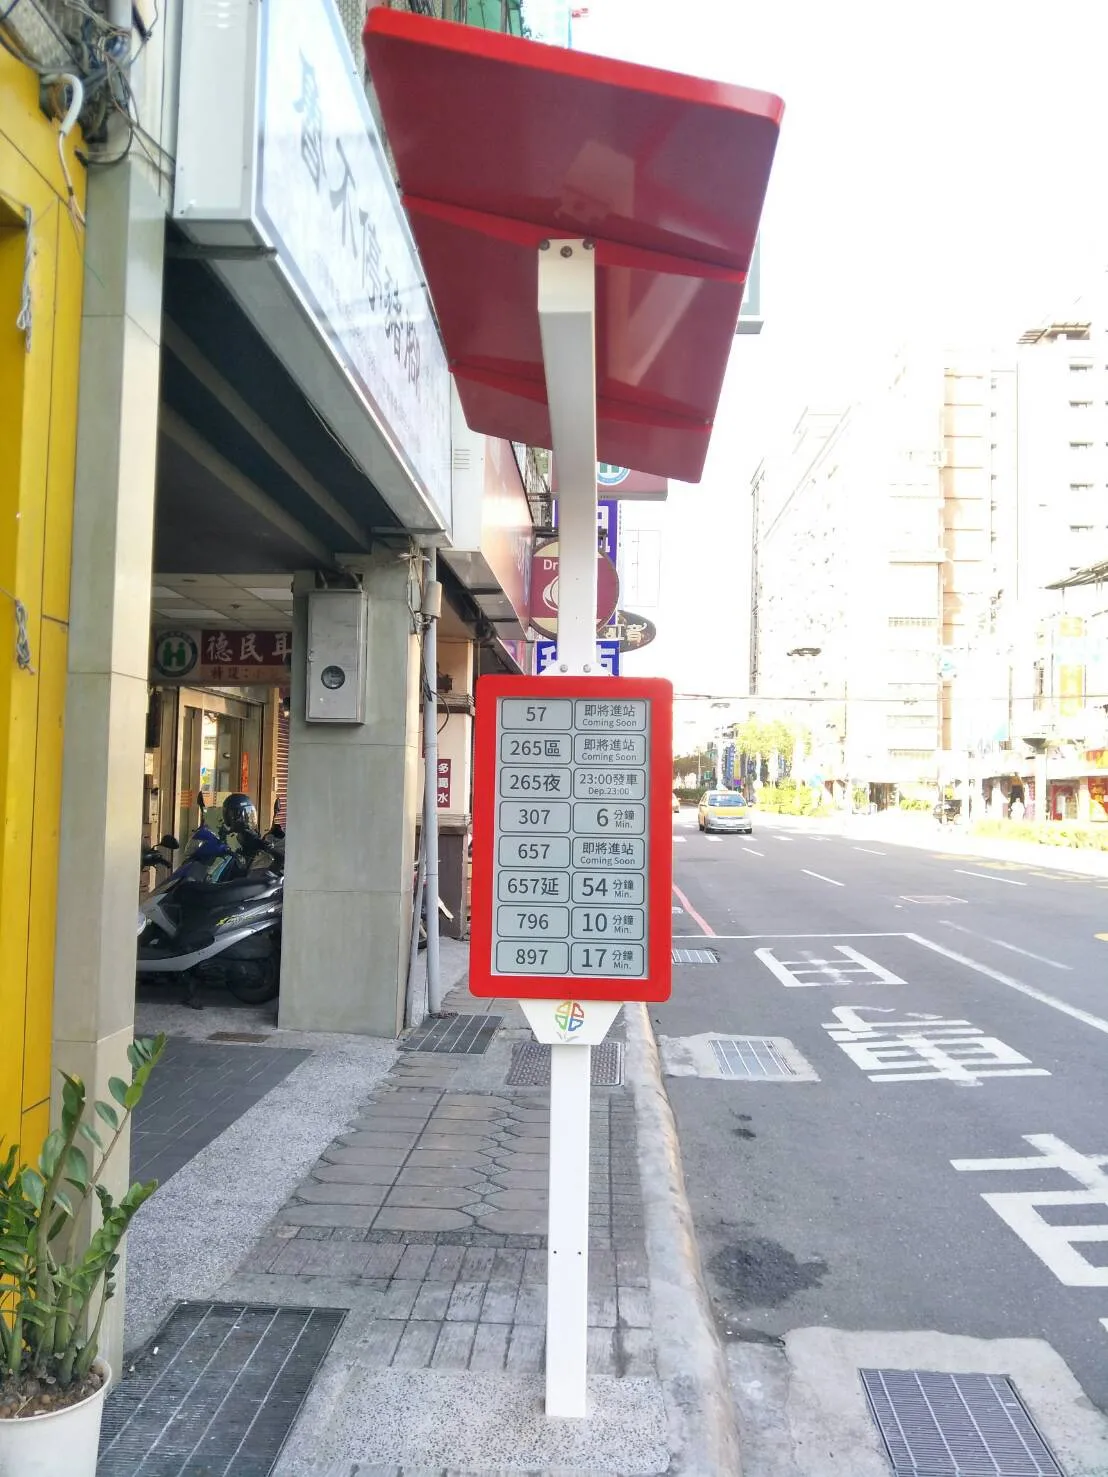 57 即將進站
Coming Soon
265區 即將進站
Coming Soon
265夜 23:00發車
Dep.23:00
307 6 分鐘
Min.
657 即將進站
Coming Soon
657延 54 分鐘
Min.
796 10 分鐘
Min.
897 17 分鐘
Min.
德民耳
Dr
音